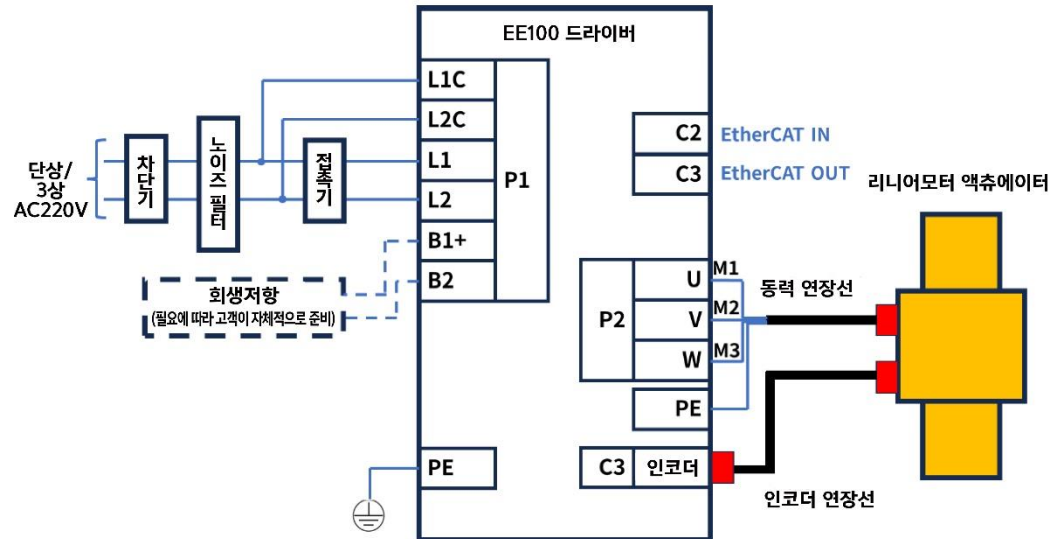 EE100 드라이버
L1C
L2C
L1
L2
B1+
B2
P1
단상/
3상
AC220V
차단기
노이즈 필터
접촉기
회생저항
(필요에 따라 고객이 자체적으로 준비)
C2
EtherCAT IN
C3
EtherCAT OUT
리니어모터 액츄에이터
P2
U
V
W
M1
M2
M3
동력 연장선
PE
PE
C3
인코더
인코더 연장선